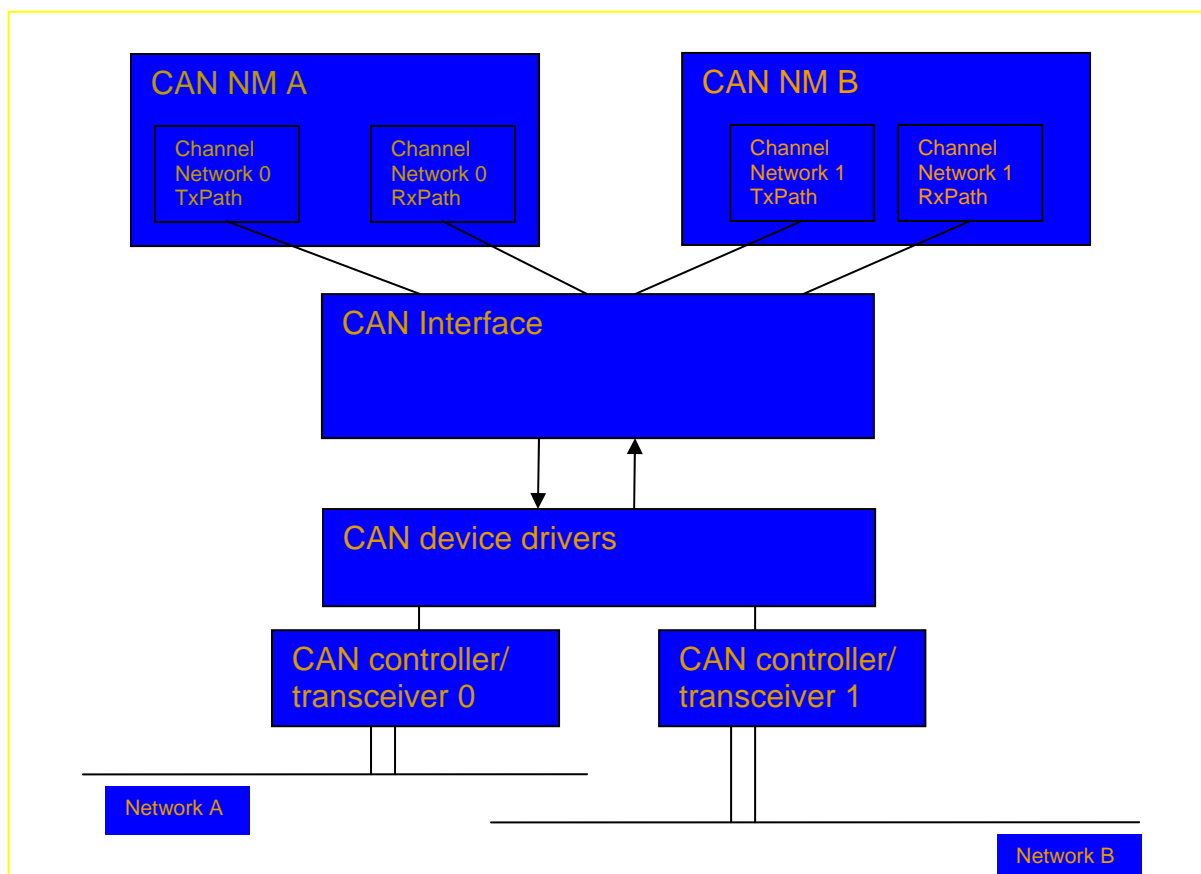 CAN NM A
Channel
Network 0
TxPath
Channel
Network 0
RxPath
CAN NM B
Channel
Network 1
TxPath
Channel
Network 1
RxPath
CAN Interface
CAN device drivers
CAN controller/
transceiver 0
CAN controller/
transceiver 1
Network A
Network B